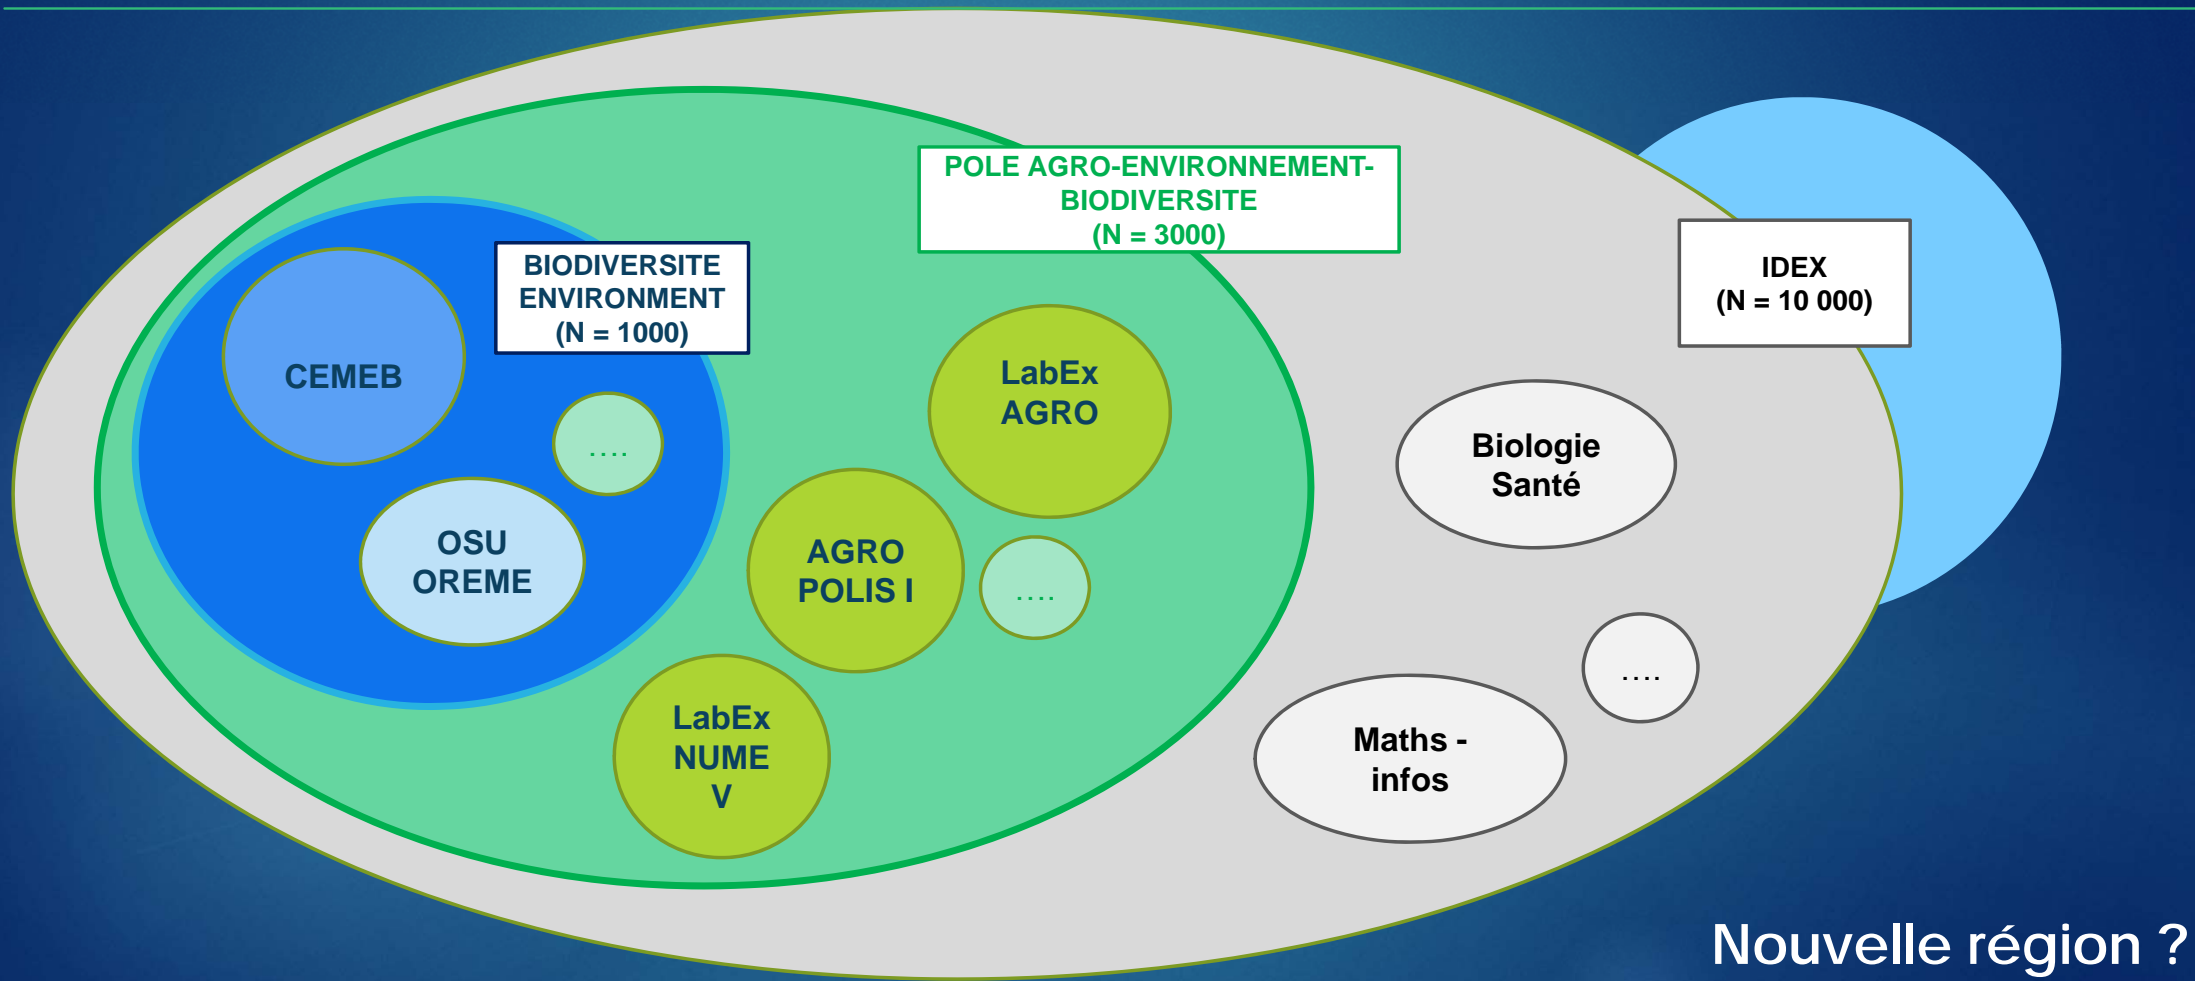 POLE AGRO-ENVIRONNEMENT-
BIODIVERSITE
(N = 3000)
BIODIVERSITE
ENVIRONMENT
(N = 1000)
IDEX
(N = 10 000)
CEMEB
....
OSU
OREME
LabEx
AGRO
AGRO
POLIS I
....
LabEx
NUME
V
Biologie
Santé
....
Maths -
infos
Nouvelle région ?